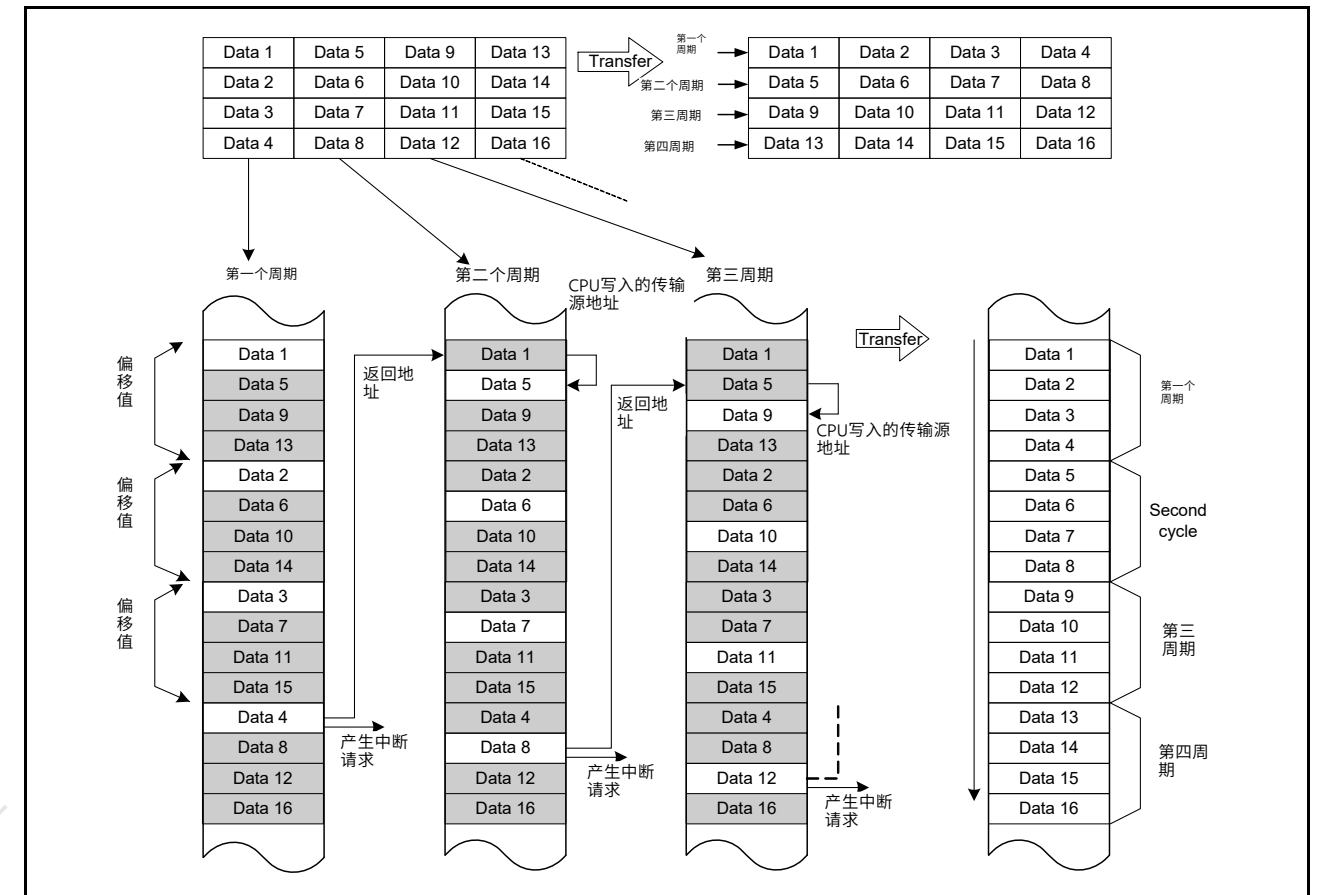 Data 1 Data 5 Data 9 Data 13
Data 2 Data 6 Data 10 Data 14
Data 3 Data 7 Data 11 Data 15
Data 4 Data 8 Data 12 Data 16
Transfer
第一个
周期
第二个周期
第三周期
第四周期
Data 1 Data 2 Data 3 Data 4
Data 5 Data 6 Data 7 Data 8
Data 9 Data 10 Data 11 Data 12
Data 13 Data 14 Data 15 Data 16
第一个周期
偏
移
值
偏
移
值
偏
移
值
Data 1
Data 5
Data 9
Data 13
Data 2
Data 6
Data 10
Data 14
Data 3
Data 7
Data 11
Data 15
Data 4
Data 8
Data 12
Data 16
返回地
址
产生中断
请求
第二个周期
CPU写入的传输
源地址
Data 1
Data 5
Data 9
Data 13
Data 2
Data 6
Data 10
Data 14
Data 3
Data 7
Data 11
Data 15
Data 4
Data 8
Data 12
Data 16
返回地
址
产生中断
请求
第三周期
Data 1
Data 5
Data 9
Data 13
Data 2
Data 6
Data 10
Data 14
Data 3
Data 7
Data 11
Data 15
Data 4
Data 8
Data 12
Data 16
CPU写入的传输源
地址
产生中断
请求
Transfer
Data 1
Data 2
Data 3
Data 4
Data 5
Data 6
Data 7
Data 8
Data 9
Data 10
Data 11
Data 12
Data 13
Data 14
Data 15
Data 16
第一个
周期
Second
cycle
第三
周期
第四周
期